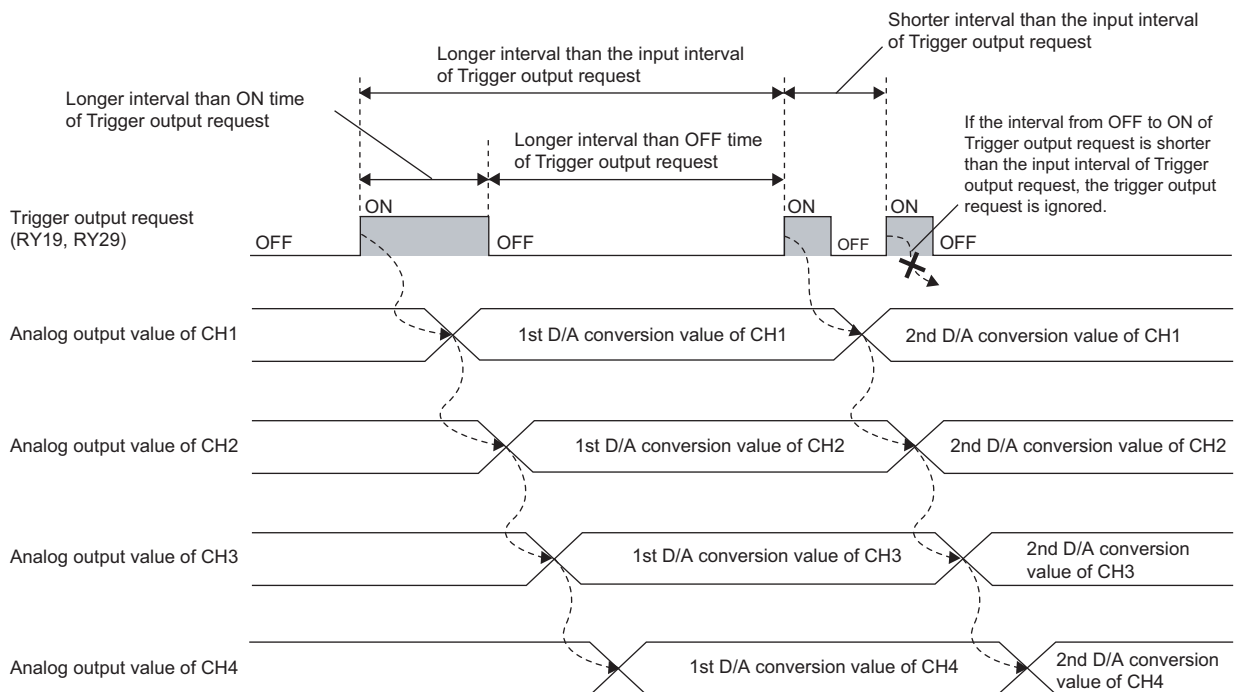 Shorter interval than the input interval
of Trigger output request
Longer interval than the input interval
of Trigger output request
Longer interval than ON time
of Trigger output request
Longer interval than OFF time
of Trigger output request
If the interval from OFF to ON of
Trigger output request is shorter
than the input interval of Trigger
output request, the trigger output
request is ignored.
Trigger output request
(RY19, RY29)
OFF
ON
OFF
ON
OFF
ON
OFF
Analog output value of CH1
1st D/A conversion value of CH1
2nd D/A conversion value of CH1
Analog output value of CH2
1st D/A conversion value of CH2
2nd D/A conversion value of CH2
Analog output value of CH3
1st D/A conversion value of CH3
2nd D/A conversion
value of CH3
Analog output value of CH4
1st D/A conversion value of CH4
2nd D/A conversion
value of CH4